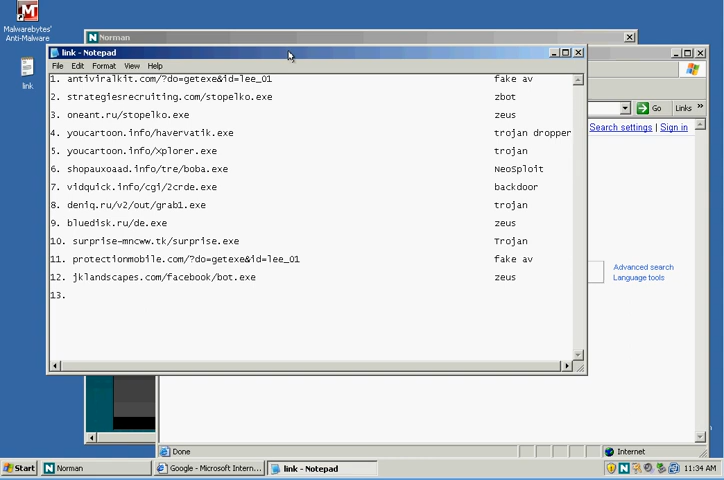 Malwarebytes'
Anti-Malware
link
Norman
link - Notepad
File Edit Format View Help
1. antiviralkit.com/?do=getexe&id=lee_01 fake av
2. strategiesrecruiting.com/stopelko.exe zbot
3. oneant.ru/stopelko.exe zeus
4. youcartoon.info/havervatik.exe trojan dropper
5. youcartoon.info/Xplorer.exe trojan
6. shopauxoaad.info/tre/boba.exe NeoSploit
7. vidquick.info/cgi/2crde.exe backdoor
8. deniq.ru/v2/out/grab1.exe trojan
9. bluedisk.ru/de.exe zeus
10. surprise-mncww.tk/surprise.exe Trojan
11. protectionmobile.com/?do=getexe&id=lee_01 fake av
12. jklandscapes.com/facebook/bot.exe zeus
13.
Go Links »
Search settings | Sign in
Advanced search
Language tools
Done Internet
Start Norman Google - Microsoft Intern... link - Notepad 11:34 AM